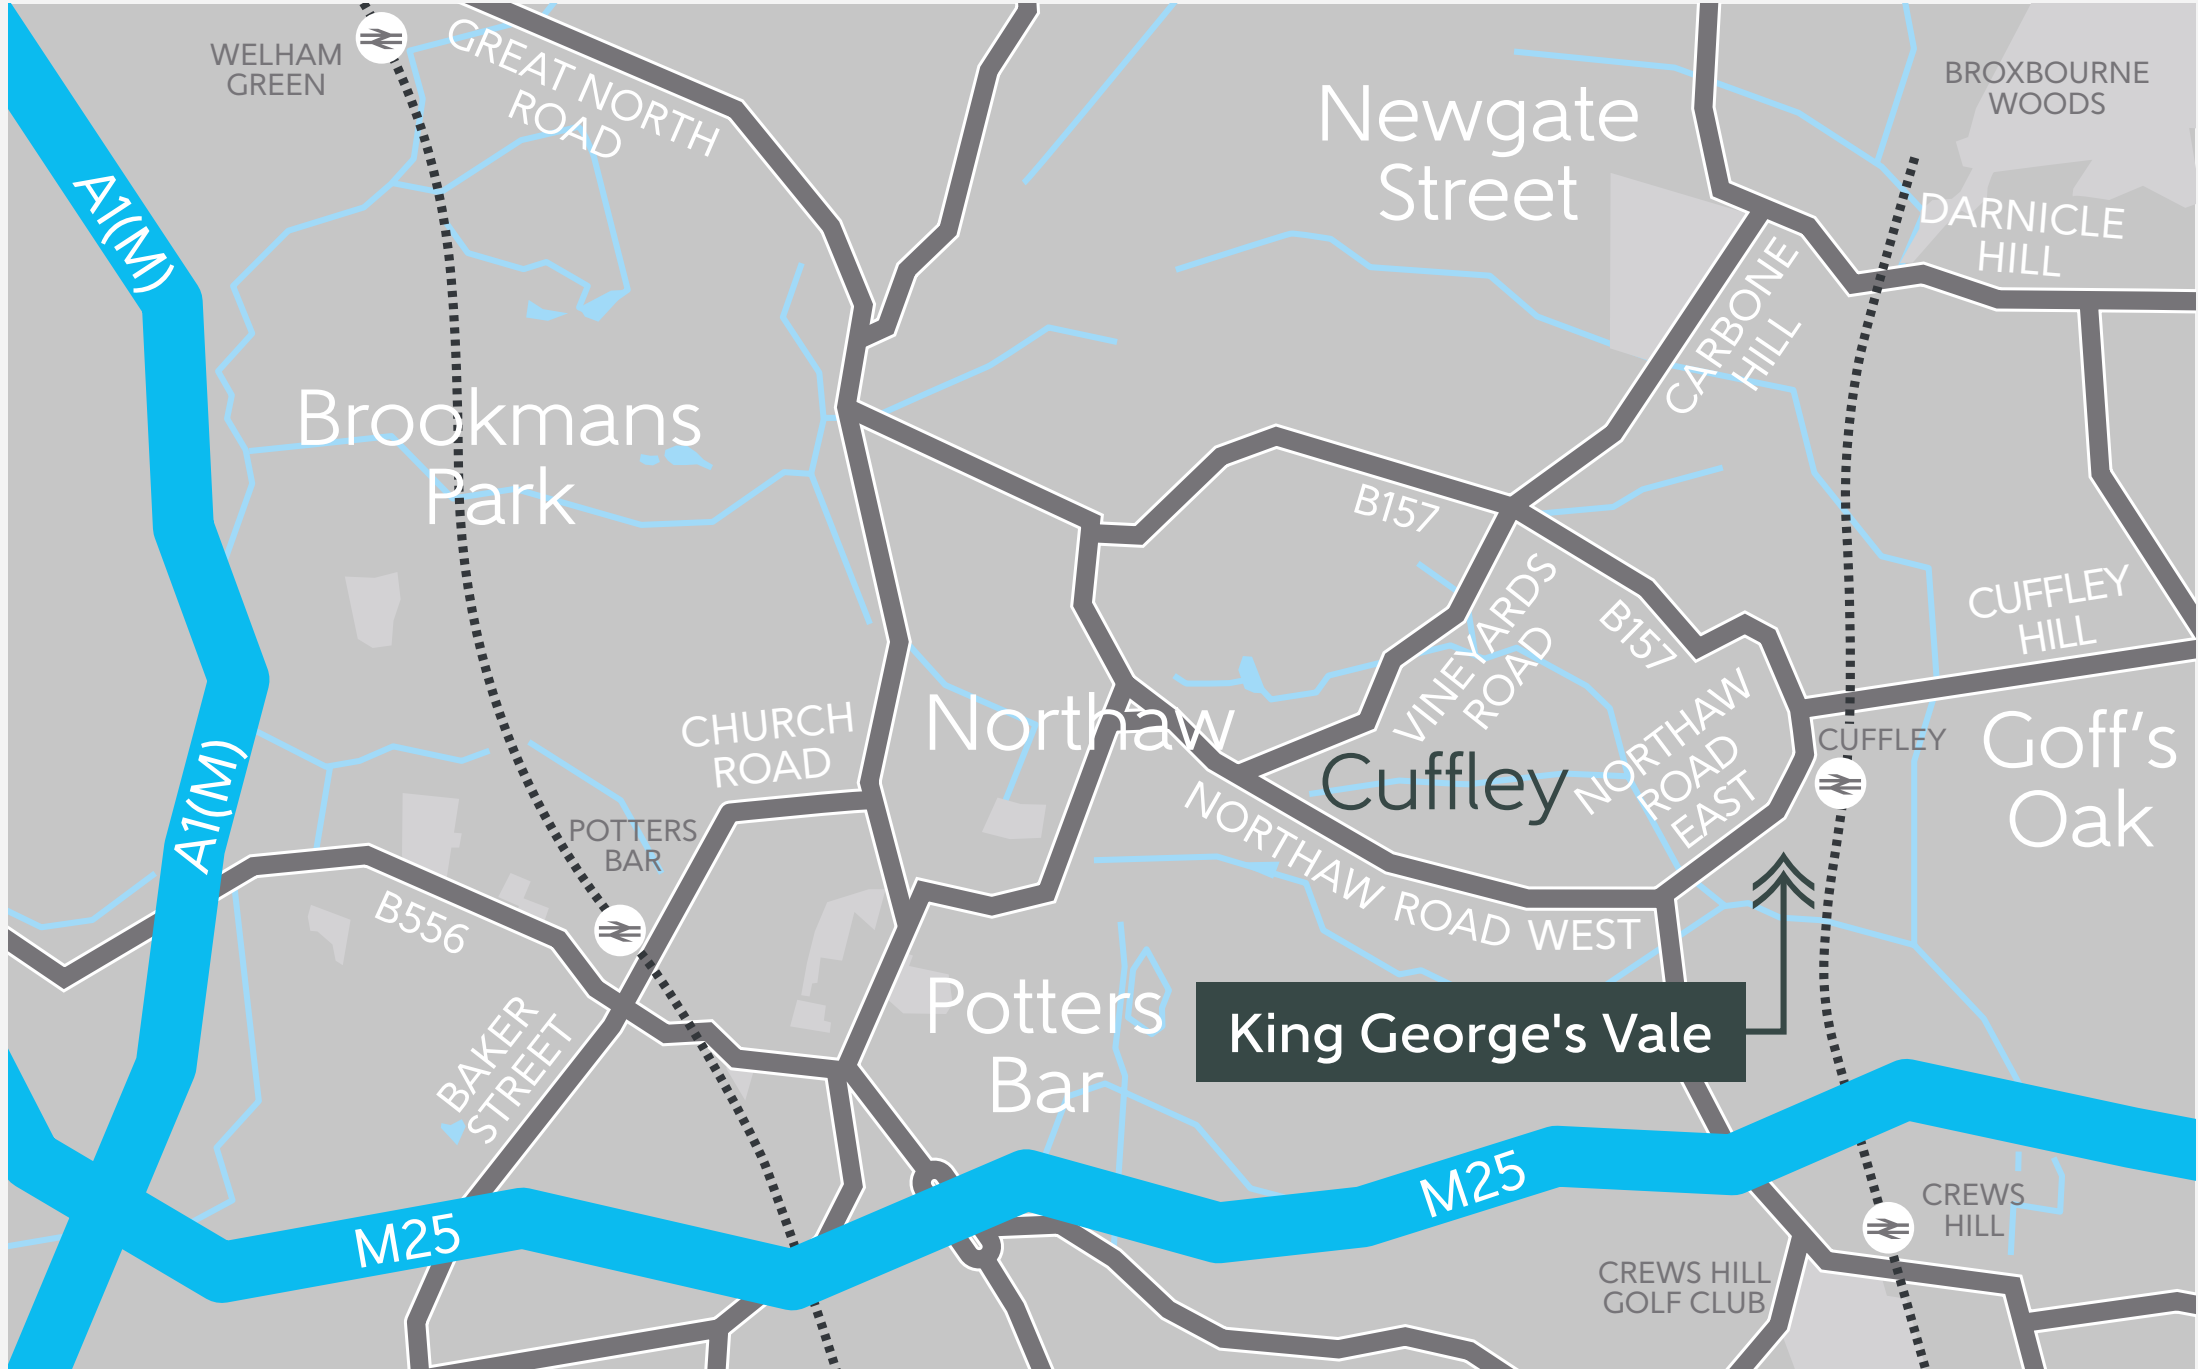 WELHAM
GREEN
GREAT NORTH
ROAD
Newgate
Street
BROXBOURNE
WOODS
A1(M)
DARNICLE
HILL
CARBONE
HILL
Brookmans
Park
B157
VINEYARDS
ROAD
B157
CUFFLEY
HILL
CHURCH
ROAD
Northaw
NORTHAW
ROAD
EAST
CUFFLEY
Goff's
Oak
Cuffley
A1(M)
POTTERS
BAR
NORTHAW ROAD WEST
B556
Potters
Bar
King George's Vale
BAKER
STREET
M25
M25
CREWS
HILL
CREWS HILL
GOLF CLUB